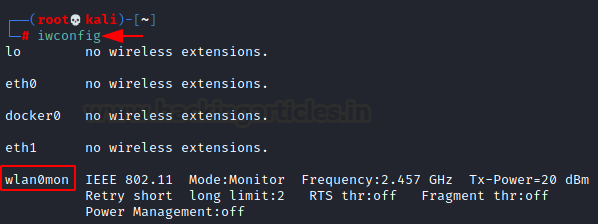 ┌──(root💀kali)-[~]
└─# iwconfig
lo        no wireless extensions.
eth0      no wireless extensions.
docker0   no wireless extensions.
www.hackingarticles.in
eth1      no wireless extensions.
wlan0mon  IEEE 802.11  Mode:Monitor  Frequency:2.457 GHz  Tx-Power=20 dBm
          Retry short  long limit:2   RTS thr:off   Fragment thr:off
          Power Management:off